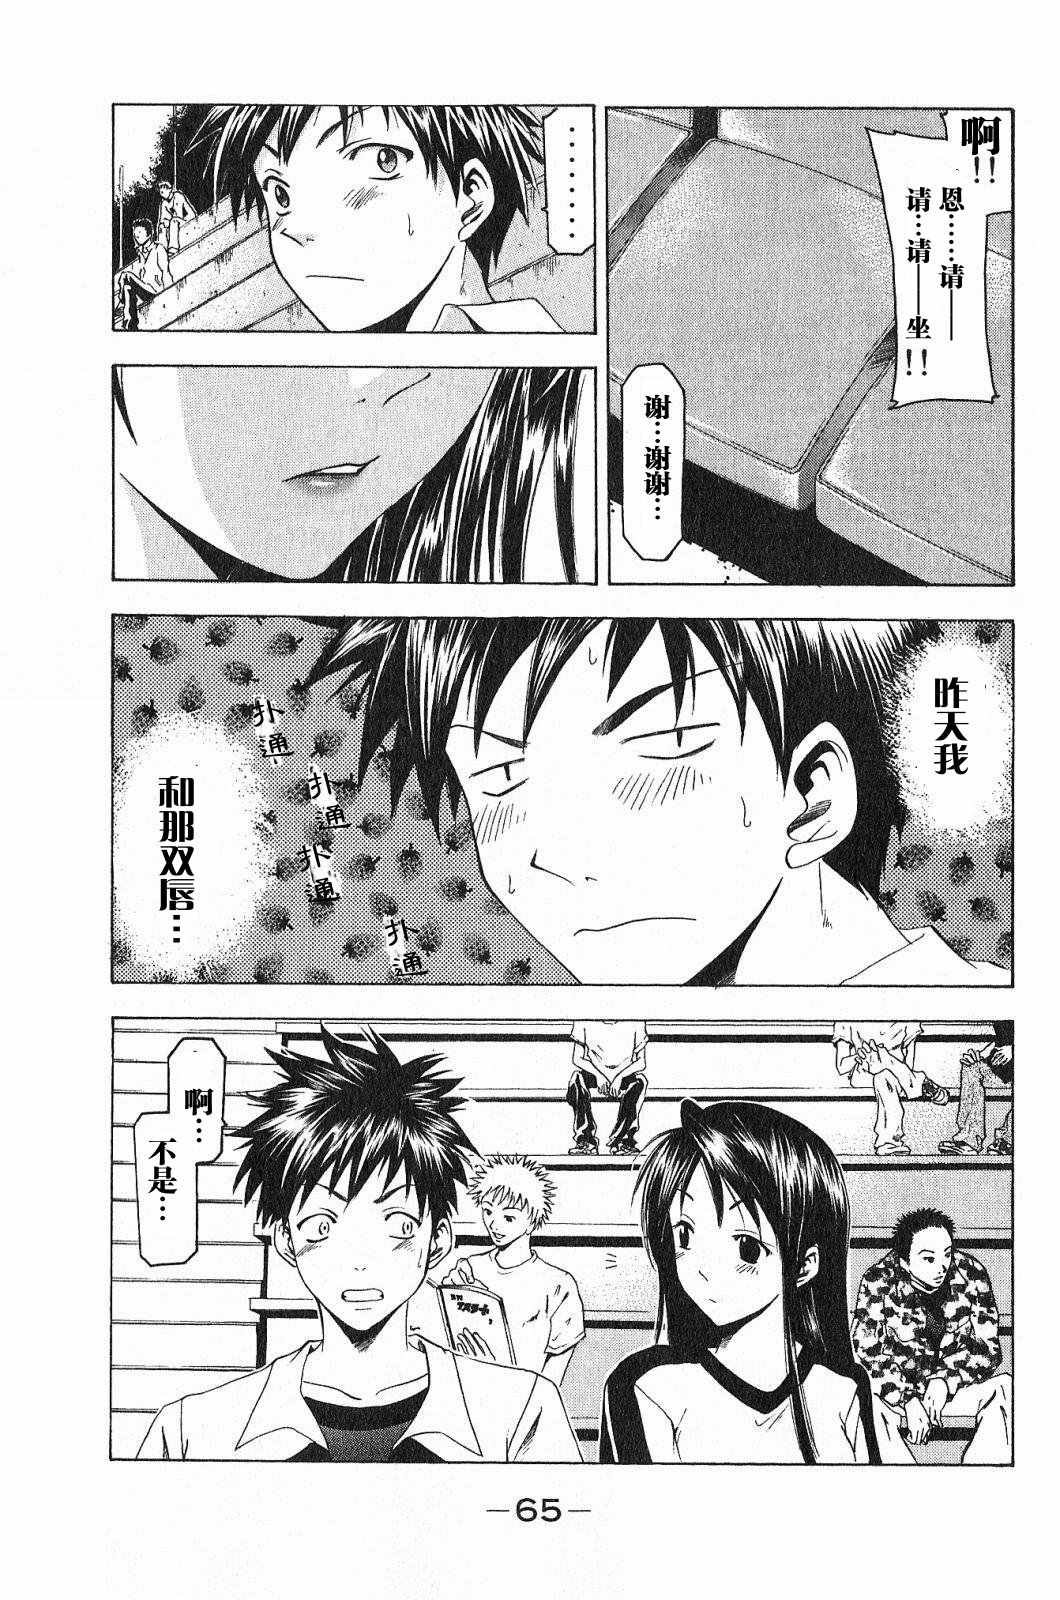 啊!!
恩……请——
请…请——坐!!
谢…谢谢…
………
昨天我
和那双唇…
扑通
扑通
扑通
扑通
啊…
不是…
—65—